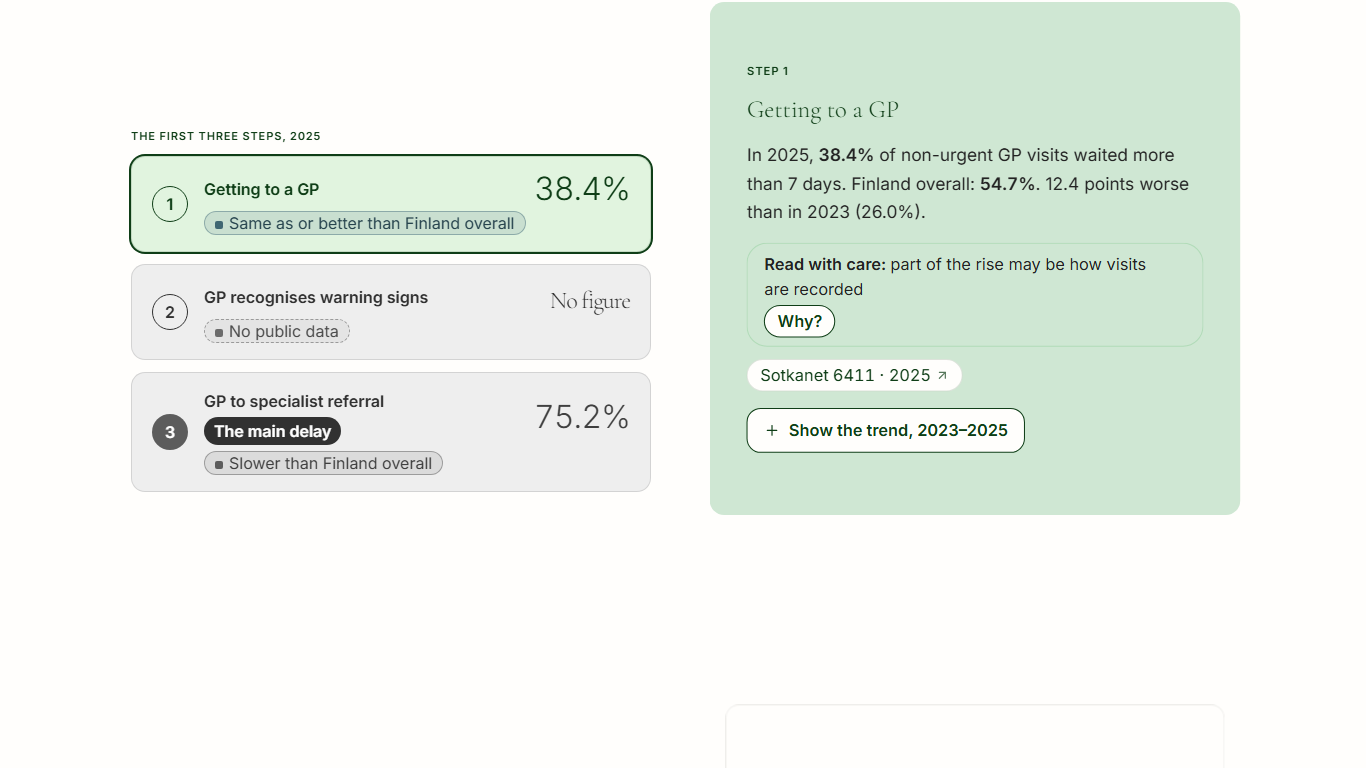 THE FIRST THREE STEPS, 2025
1
Getting to a GP
38.4%
Same as or better than Finland overall
2
GP recognises warning signs
No figure
No public data
3
GP to specialist referral
75.2%
The main delay
Slower than Finland overall
STEP 1
Getting to a GP
In 2025, 38.4% of non-urgent GP visits waited more
than 7 days. Finland overall: 54.7%. 12.4 points worse
than in 2023 (26.0%).
Read with care: part of the rise may be how visits
are recorded
Why?
Sotkanet 6411 · 2025 ↗
+ Show the trend, 2023–2025